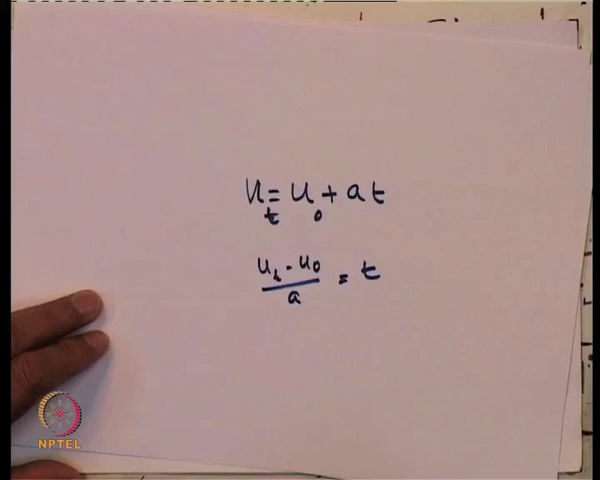 u_t = u_0 + at
(u_t - u_0)/a = t
NPTEL